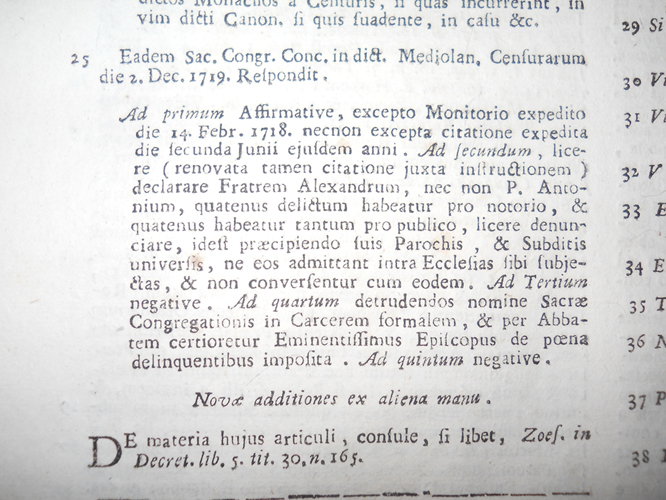 dictos Monachos a Censuris, si quas incurrerint, in
vim dicti Canon. si quis suadente, in casu &c.
25 Eadem Sac. Congr. Conc. in dict. Mediolan. Censurarum
die 2. Dec. 1719. Respondit.
Ad primum Affirmative, excepto Monitorio expedito
die 14. Febr. 1718. necnon excepta citatione expedita
die secunda Junii ejusdem anni. Ad secundum, lice-
re (renovata tamen citatione juxta instructionem)
declarare Fratrem Alexandrum, nec non P. Anto-
nium, quatenus delictum habeatur pro notorio, &
quatenus habeatur tantum pro publico, licere denun-
ciare, idest præcipiendo suis Parochis, & Subditis
universis, ne eos admittant intra Ecclesias sibi subje-
ctas, & non conversentur cum eodem. Ad Tertium
negative. Ad quartum detrudendos nomine Sacræ
Congregationis in Carcerem formalem, & per Abba-
tem certioretur Eminentissimus Episcopus de pœna
delinquentibus imposita. Ad quintum negative.
Novæ additiones ex aliena manu.
DE materia hujus articuli, consule, si libet, Zoes. in
Decret. lib. 5. tit. 30. n. 165.
29 Si
30 Vi
31 Vi
32 V
33 E
34 E
35 T
36 N
37 P
38